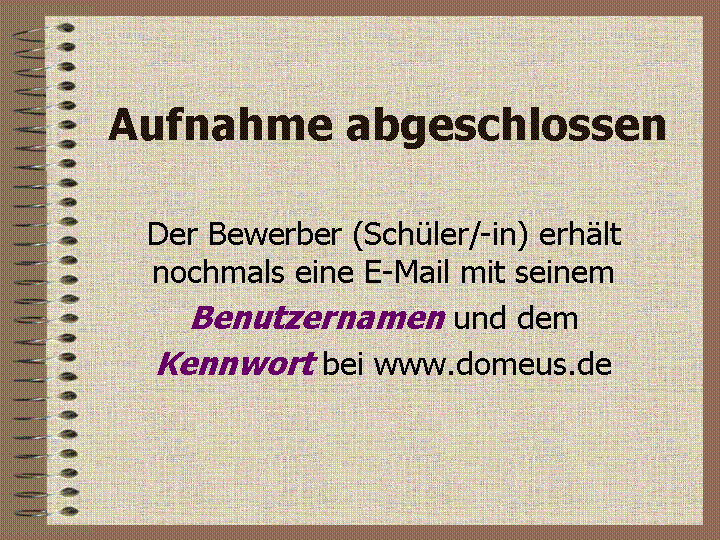 Aufnahme abgeschlossen
Der Bewerber (Schüler/-in) erhält
nochmals eine E-Mail mit seinem
Benutzernamen und dem
Kennwort bei www.domeus.de